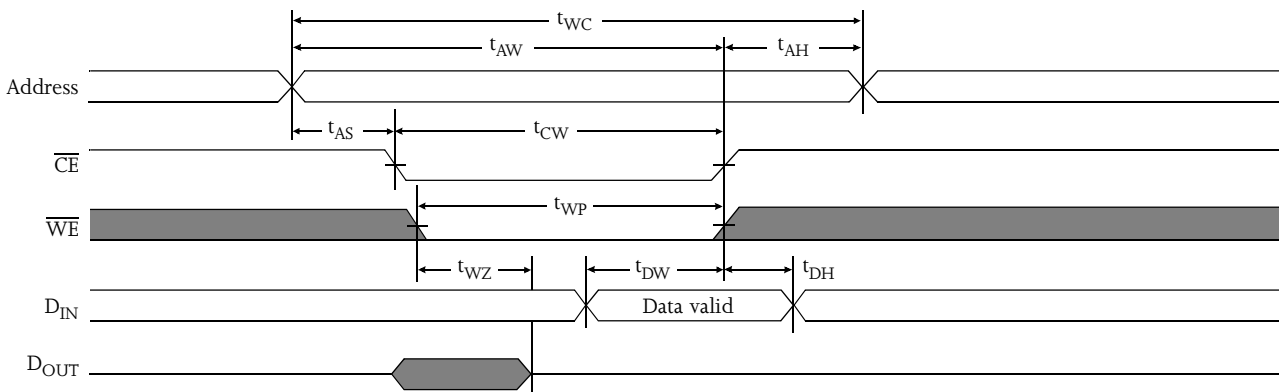 tWC
tAW tAH
Address
tAS tCW
CE
tWP
WE
tWZ tDW tDH
DIN Data valid
DOUT